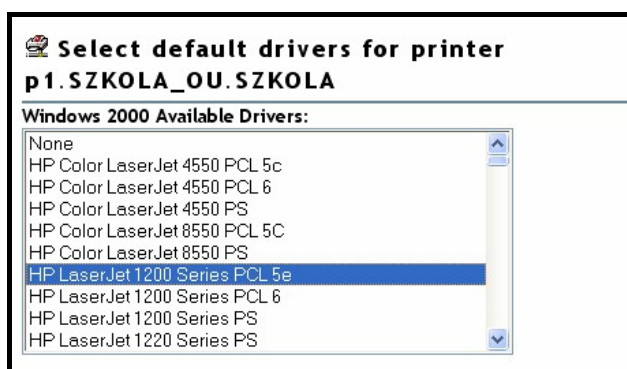 Select default drivers for printer
p1.SZKOLA_OU.SZKOLA
Windows 2000 Available Drivers:
None
HP Color LaserJet 4550 PCL 5c
HP Color LaserJet 4550 PCL 6
HP Color LaserJet 4550 PS
HP Color LaserJet 8550 PCL 5C
HP Color LaserJet 8550 PS
HP LaserJet 1200 Series PCL 5e
HP LaserJet 1200 Series PCL 6
HP LaserJet 1200 Series PS
HP LaserJet 1220 Series PS